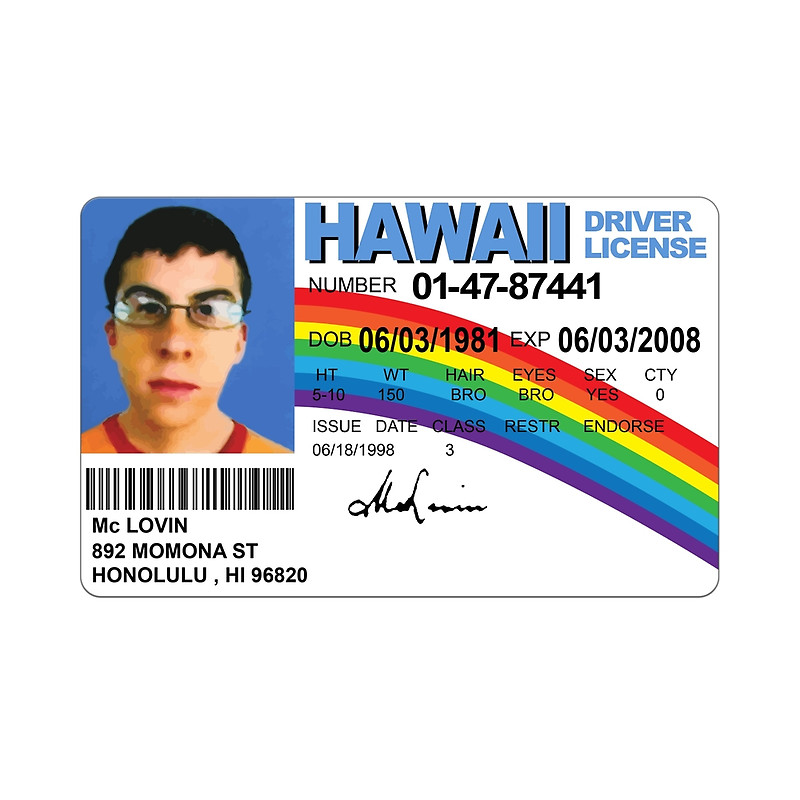 HAWAII DRIVER LICENSE
NUMBER 01-47-87441
DOB 06/03/1981 EXP 06/03/2008
HT WT HAIR EYES SEX CTY
5-10 150 BRO BRO YES 0
ISSUE DATE CLASS RESTR ENDORSE
06/18/1998 3
McLovin
Mc LOVIN
892 MOMONA ST
HONOLULU , HI 96820